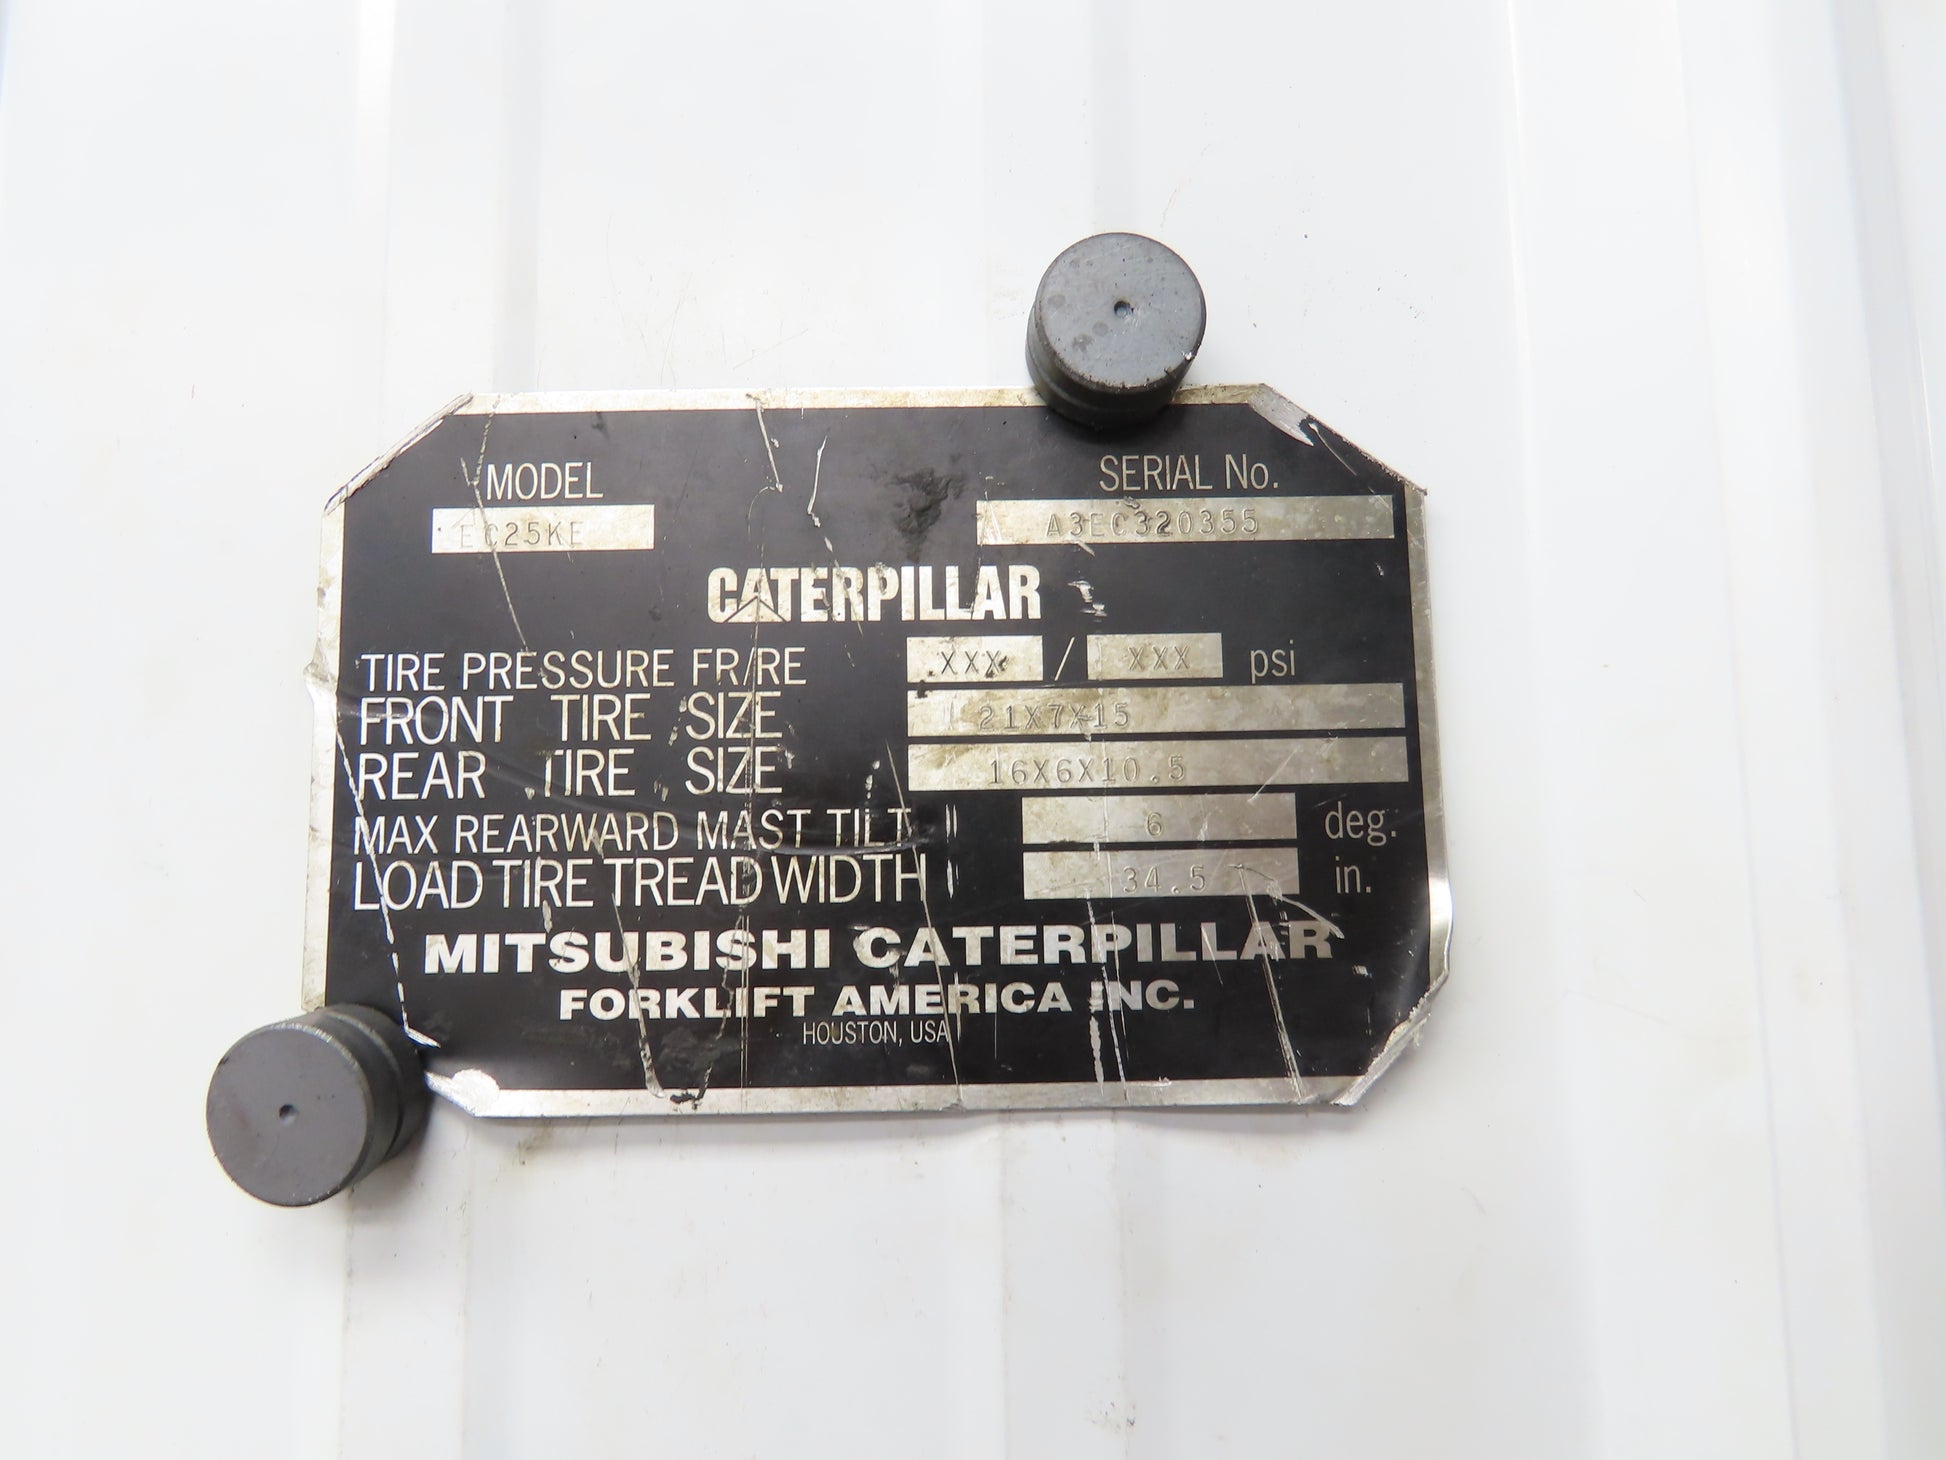 MODEL SERIAL No.
EC25KE A3EC320355
CATERPILLAR
TIRE PRESSURE FR/RE XXX / XXX psi
FRONT TIRE SIZE 21X7X15
REAR TIRE SIZE 16X6X10.5
MAX REARWARD MAST TILT 6 deg.
LOAD TIRE TREAD WIDTH 34.5 in.
MITSUBISHI CATERPILLAR
FORKLIFT AMERICA INC.
HOUSTON, USA